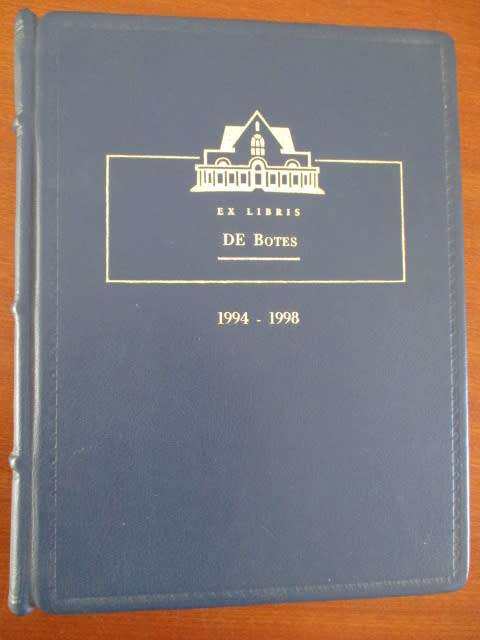 EX LIBRIS
DE BOTES
1994 - 1998